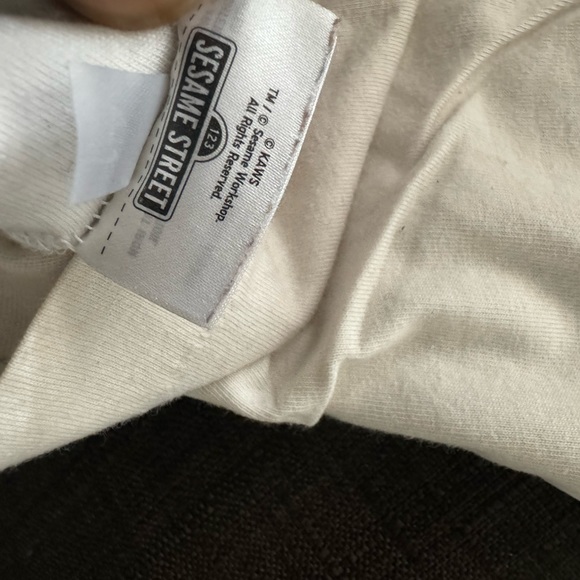 SESAME STREET
123
© KAWS
TM / © Sesame Workshop.
All Rights Reserved.